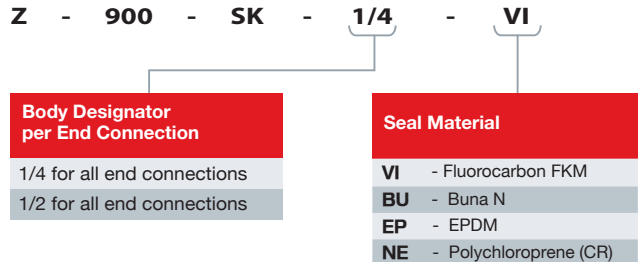 Z - 900 - SK - 1/4 - VI
Body Designator
per End Connection
1/4 for all end connections
1/2 for all end connections
Seal Material
VI - Fluorocarbon FKM
BU - Buna N
EP - EPDM
NE - Polychloroprene (CR)